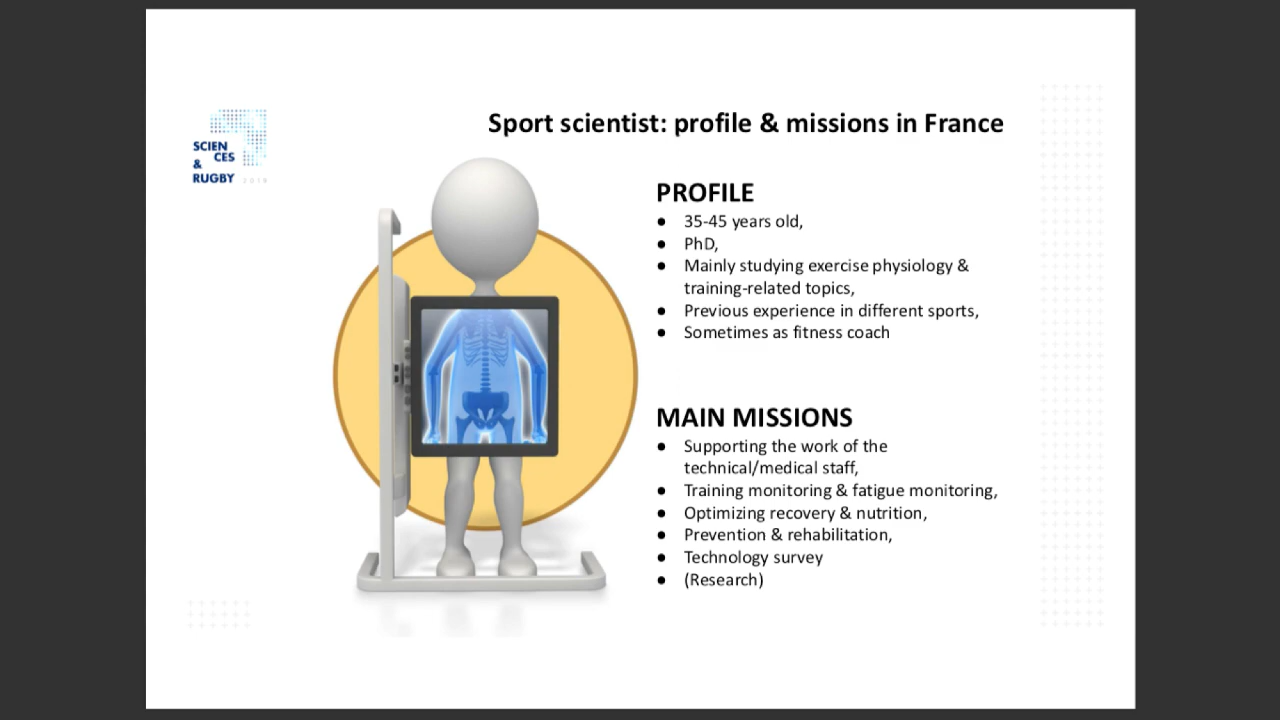 SCIEN
CES
&
RUGBY 2019
Sport scientist: profile & missions in France
PROFILE
● 35-45 years old,
● PhD,
● Mainly studying exercise physiology &
training-related topics,
● Previous experience in different sports,
● Sometimes as fitness coach
MAIN MISSIONS
● Supporting the work of the
technical/medical staff,
● Training monitoring & fatigue monitoring,
● Optimizing recovery & nutrition,
● Prevention & rehabilitation,
● Technology survey
● (Research)